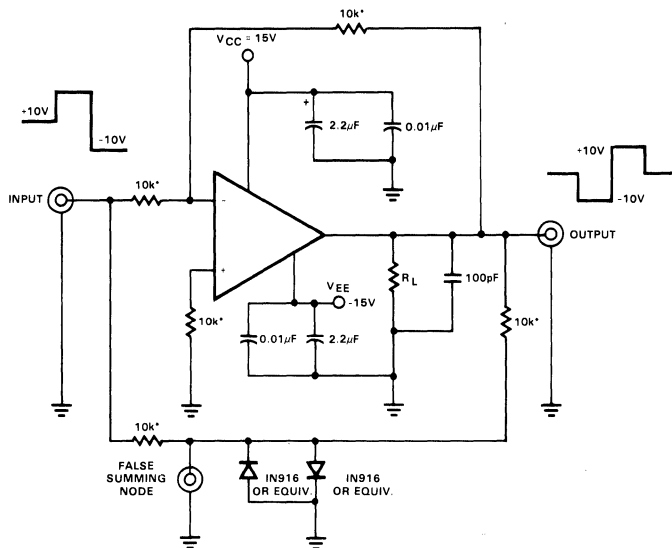 10k*
VCC = 15V
+10V
-10V
+
2.2μF
0.01μF
+10V
-10V
INPUT
10k*
-
+
OUTPUT
RL
100pF
10k*
VEE
-15V
10k*
0.01μF
2.2μF
10k*
FALSE
SUMMING
NODE
IN916
OR EQUIV.
IN916
OR EQUIV.